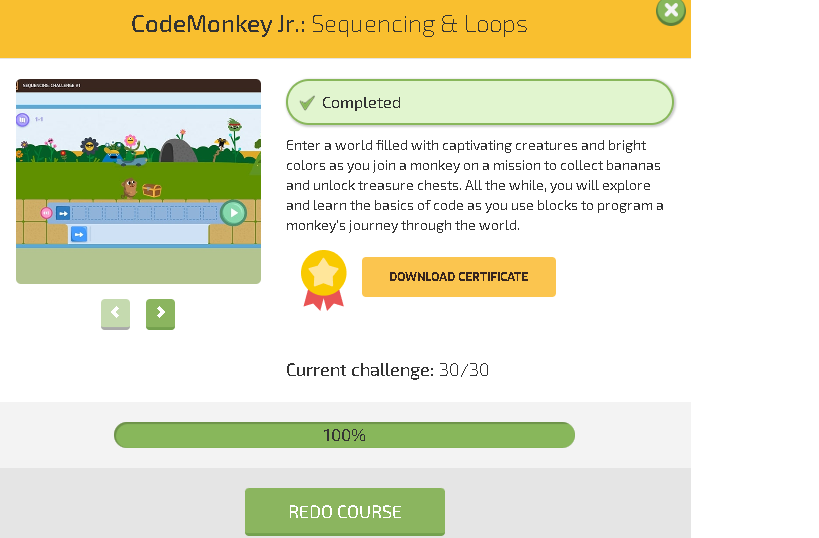 CodeMonkey Jr.: Sequencing & Loops
SEQUENCING CHALLENGE #1
1-1
Completed
Enter a world filled with captivating creatures and bright
colors as you join a monkey on a mission to collect bananas
and unlock treasure chests. All the while, you will explore
and learn the basics of code as you use blocks to program a
monkey's journey through the world.
DOWNLOAD CERTIFICATE
Current challenge: 30/30
100%
REDO COURSE